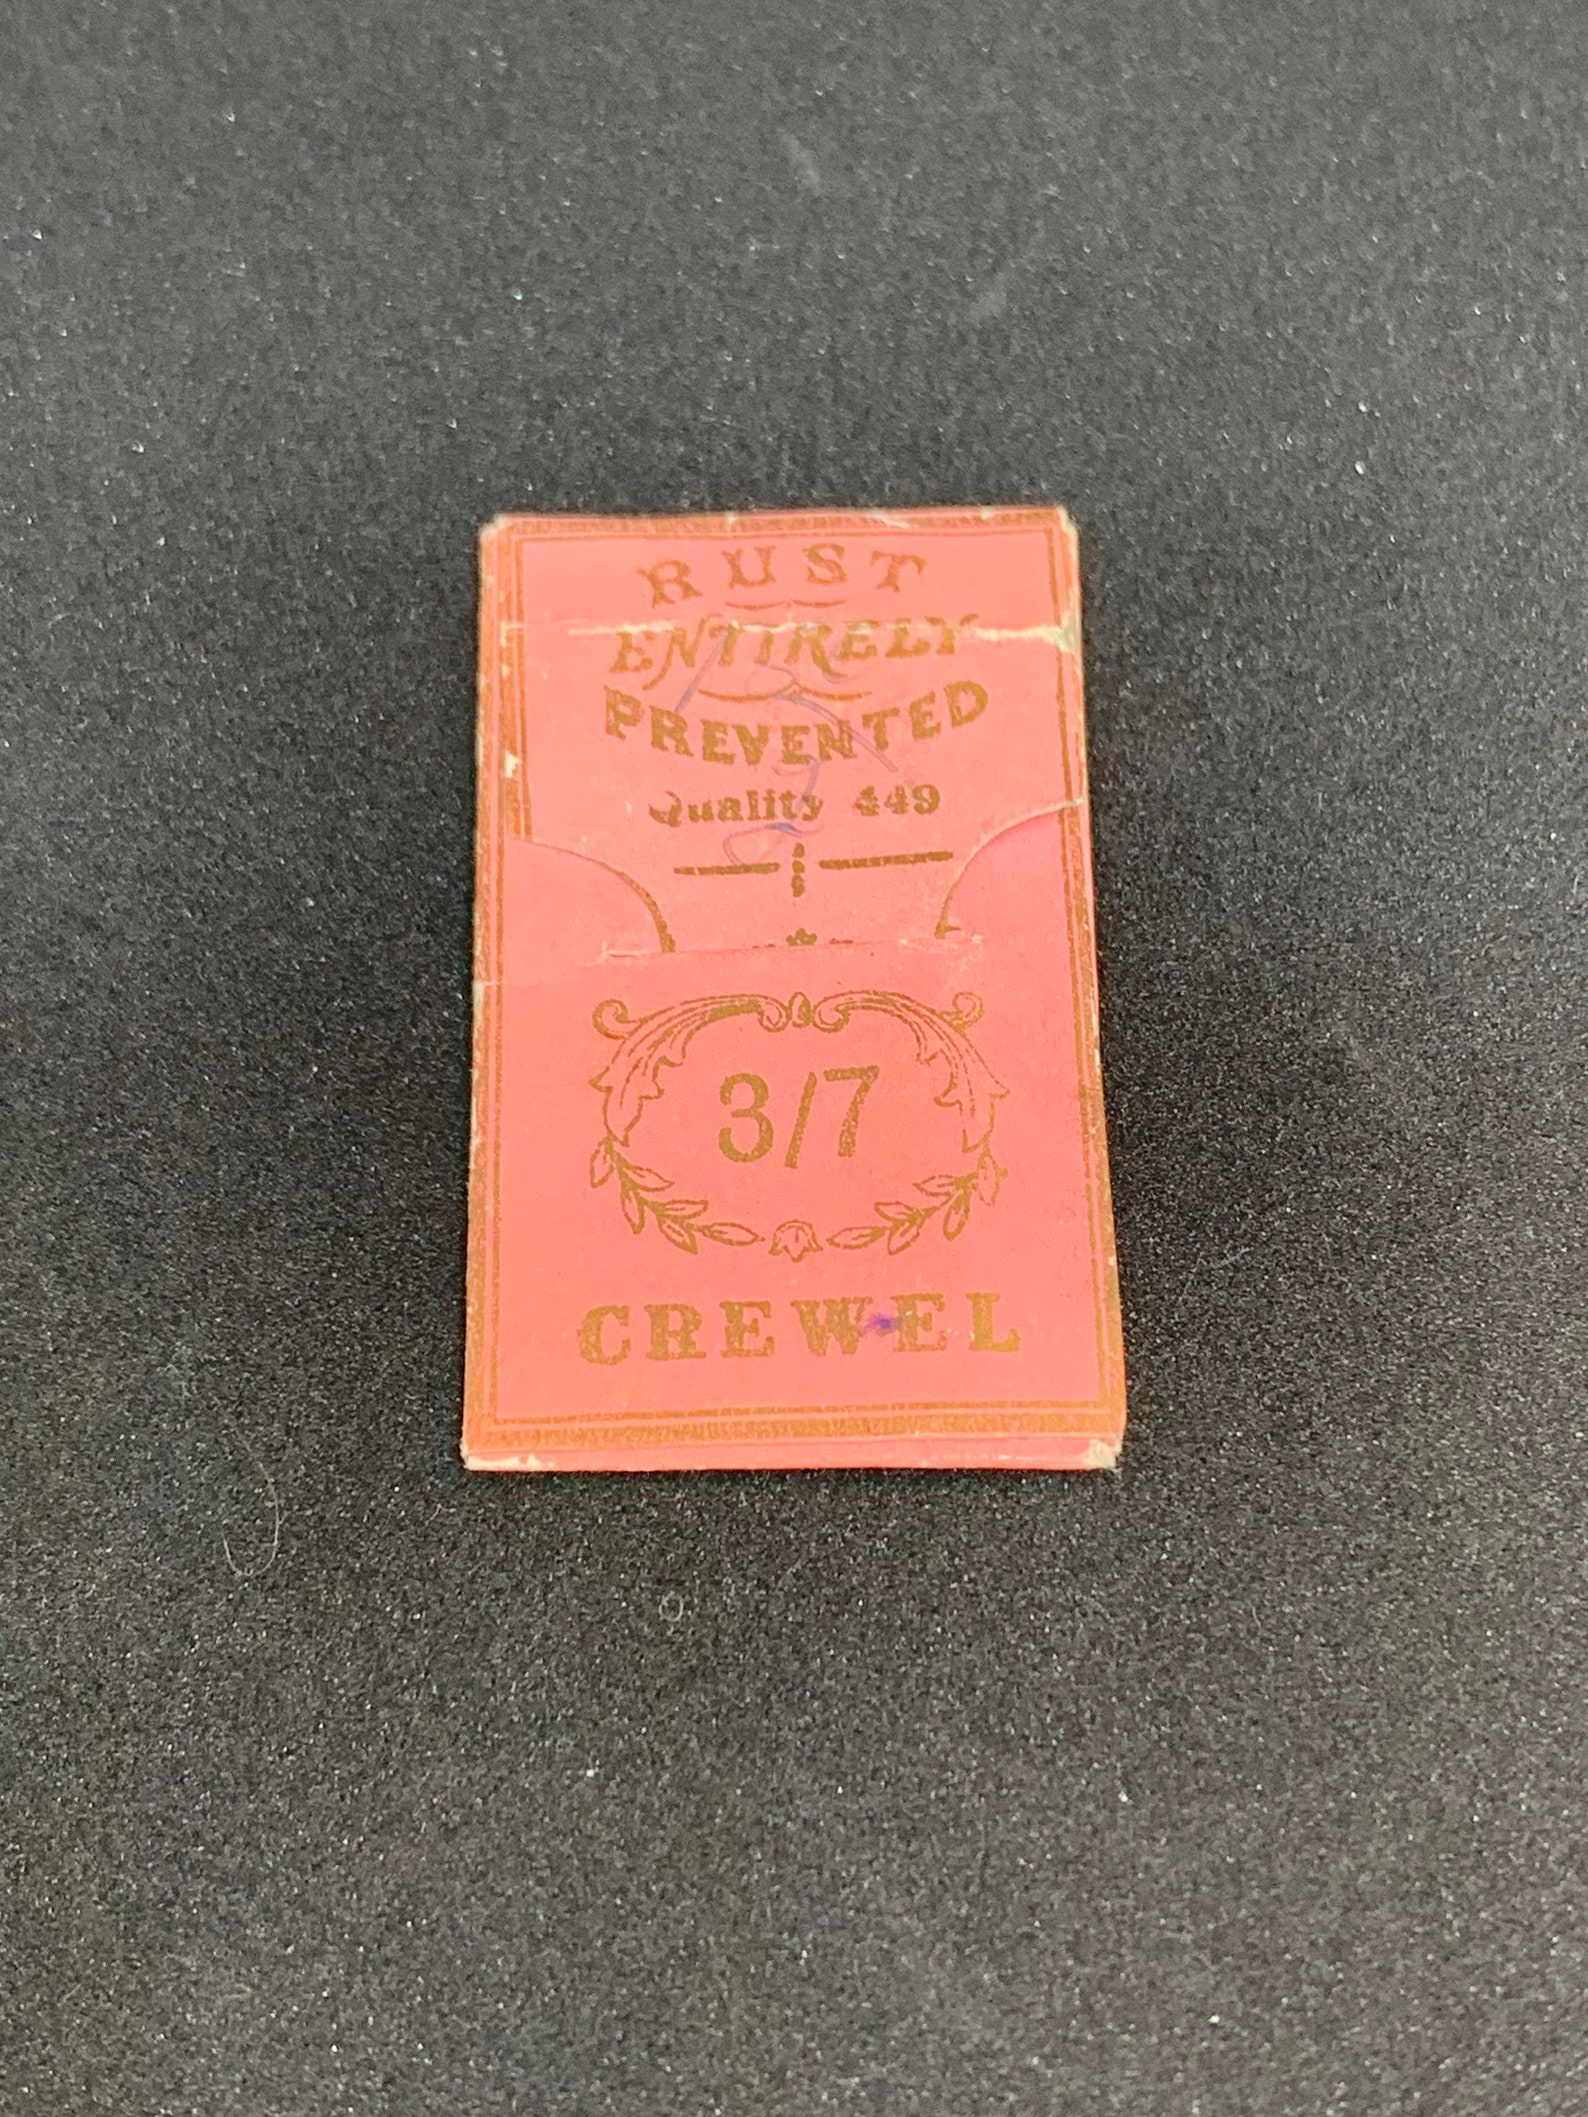 RUST
ENTIRELY
PREVENTED
Quality 449
3/7
CREWEL